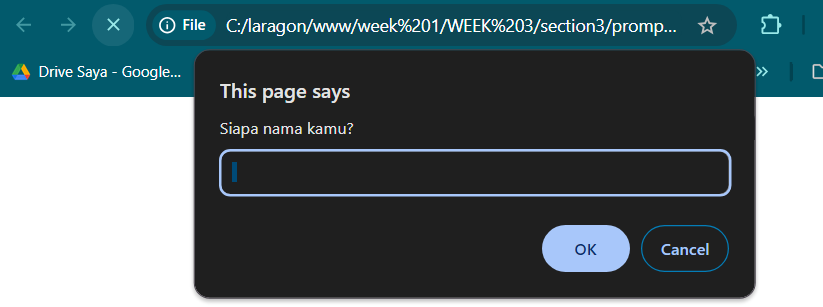 File C:/laragon/www/week%201/WEEK%203/section3/promp...
Drive Saya - Google...
This page says
Siapa nama kamu?
OK Cancel